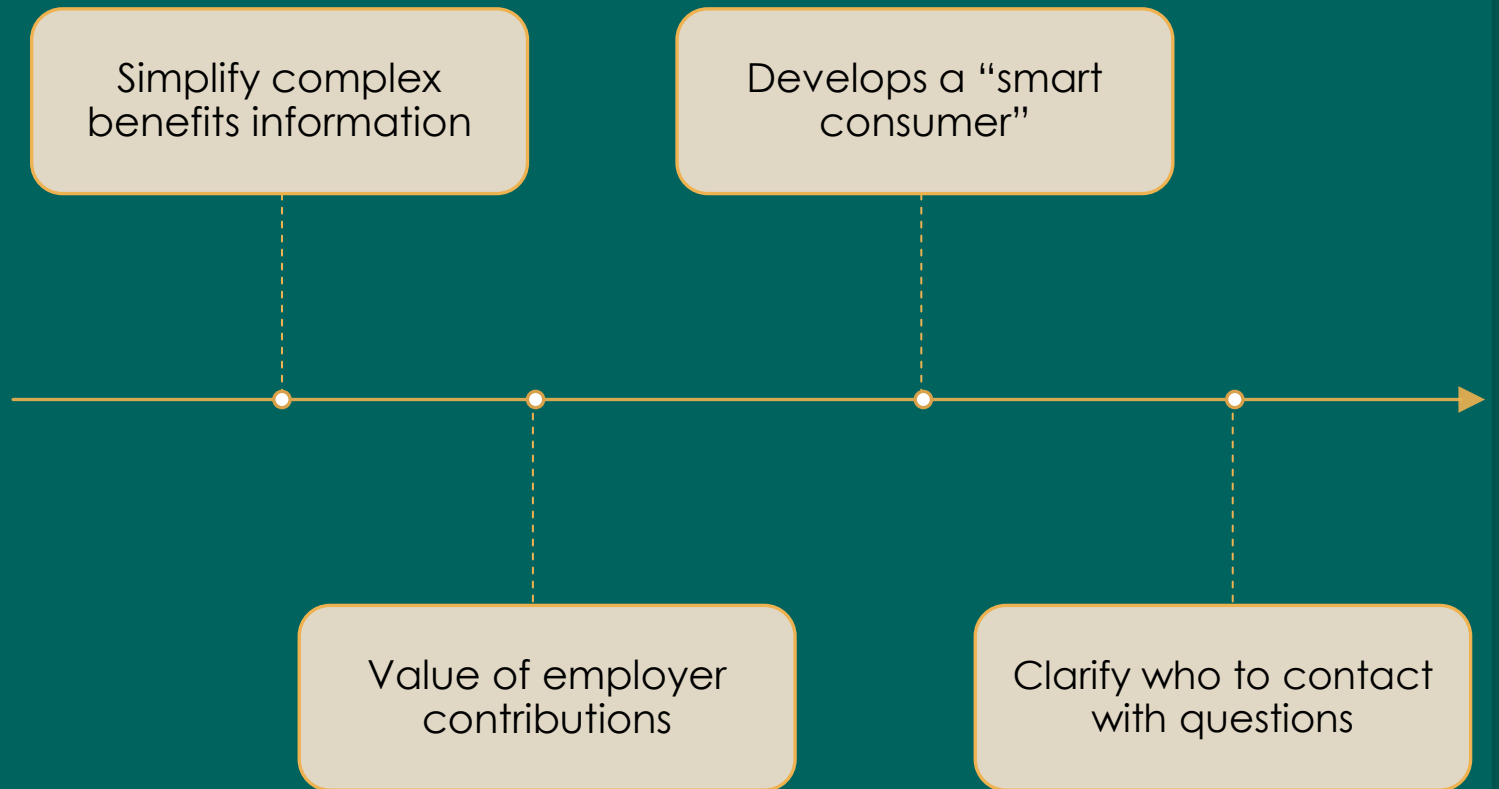 Simplify complex
benefits information
Develops a “smart
consumer”
Value of employer
contributions
Clarify who to contact
with questions